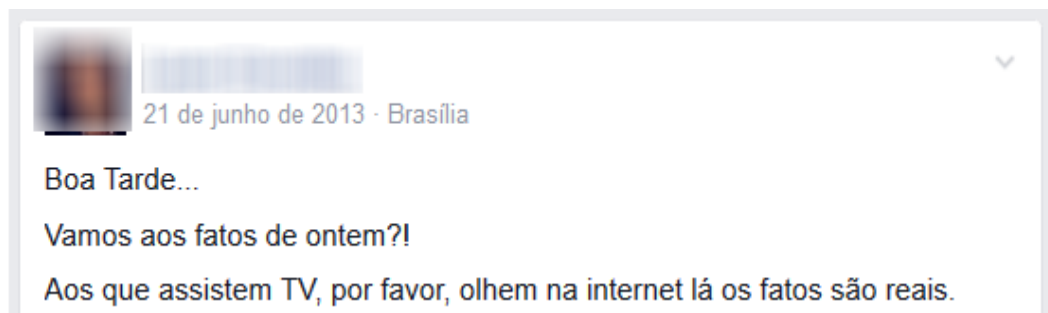 21 de junho de 2013 · Brasília
Boa Tarde...
Vamos aos fatos de ontem?!
Aos que assistem TV, por favor, olhem na internet lá os fatos são reais.